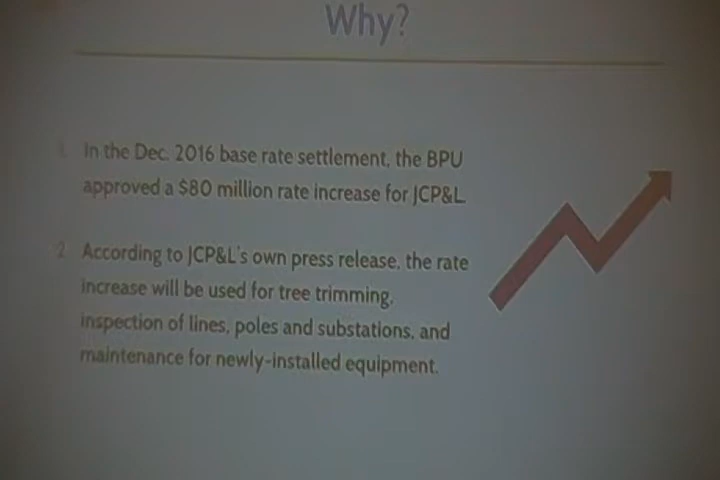 Why?
1. In the Dec. 2016 base rate settlement, the BPU
approved a $80 million rate increase for JCP&L.
2. According to JCP&L's own press release, the rate
increase will be used for tree trimming,
inspection of lines, poles and substations, and
maintenance for newly-installed equipment.